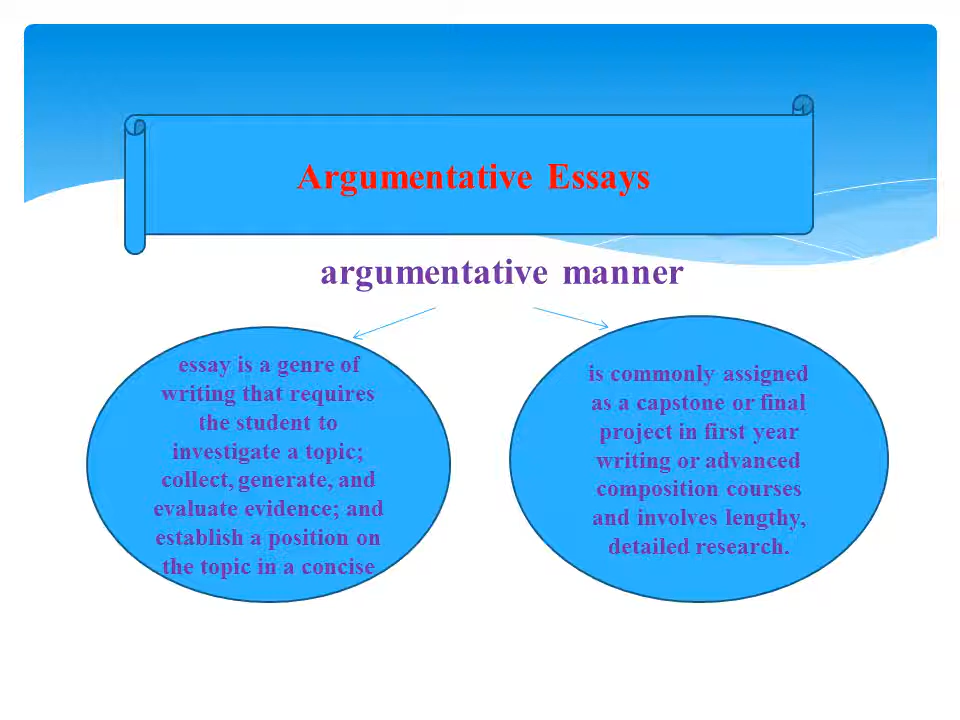 Argumentative Essays
argumentative manner
essay is a genre of
writing that requires
the student to
investigate a topic;
collect, generate, and
evaluate evidence; and
establish a position on
the topic in a concise
is commonly assigned
as a capstone or final
project in first year
writing or advanced
composition courses
and involves lengthy,
detailed research.